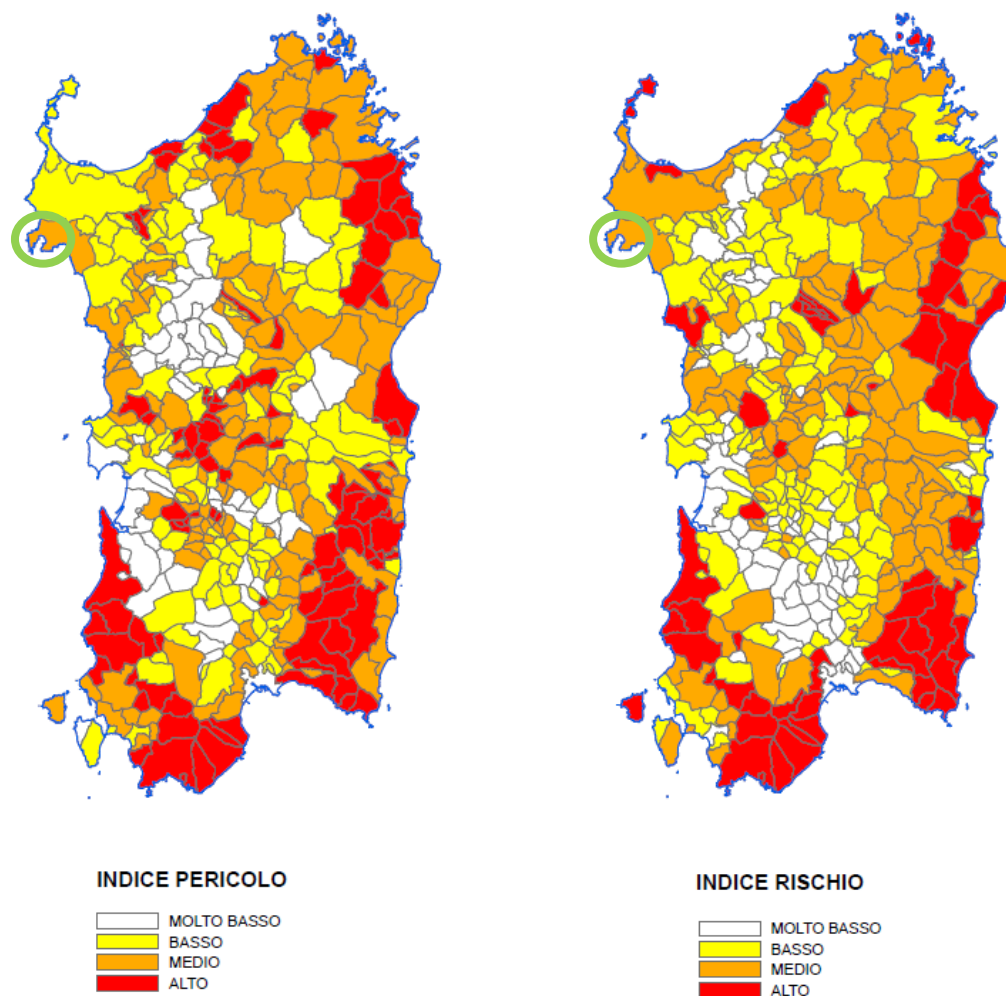 INDICE PERICOLO
MOLTO BASSO
BASSO
MEDIO
ALTO
INDICE RISCHIO
MOLTO BASSO
BASSO
MEDIO
ALTO